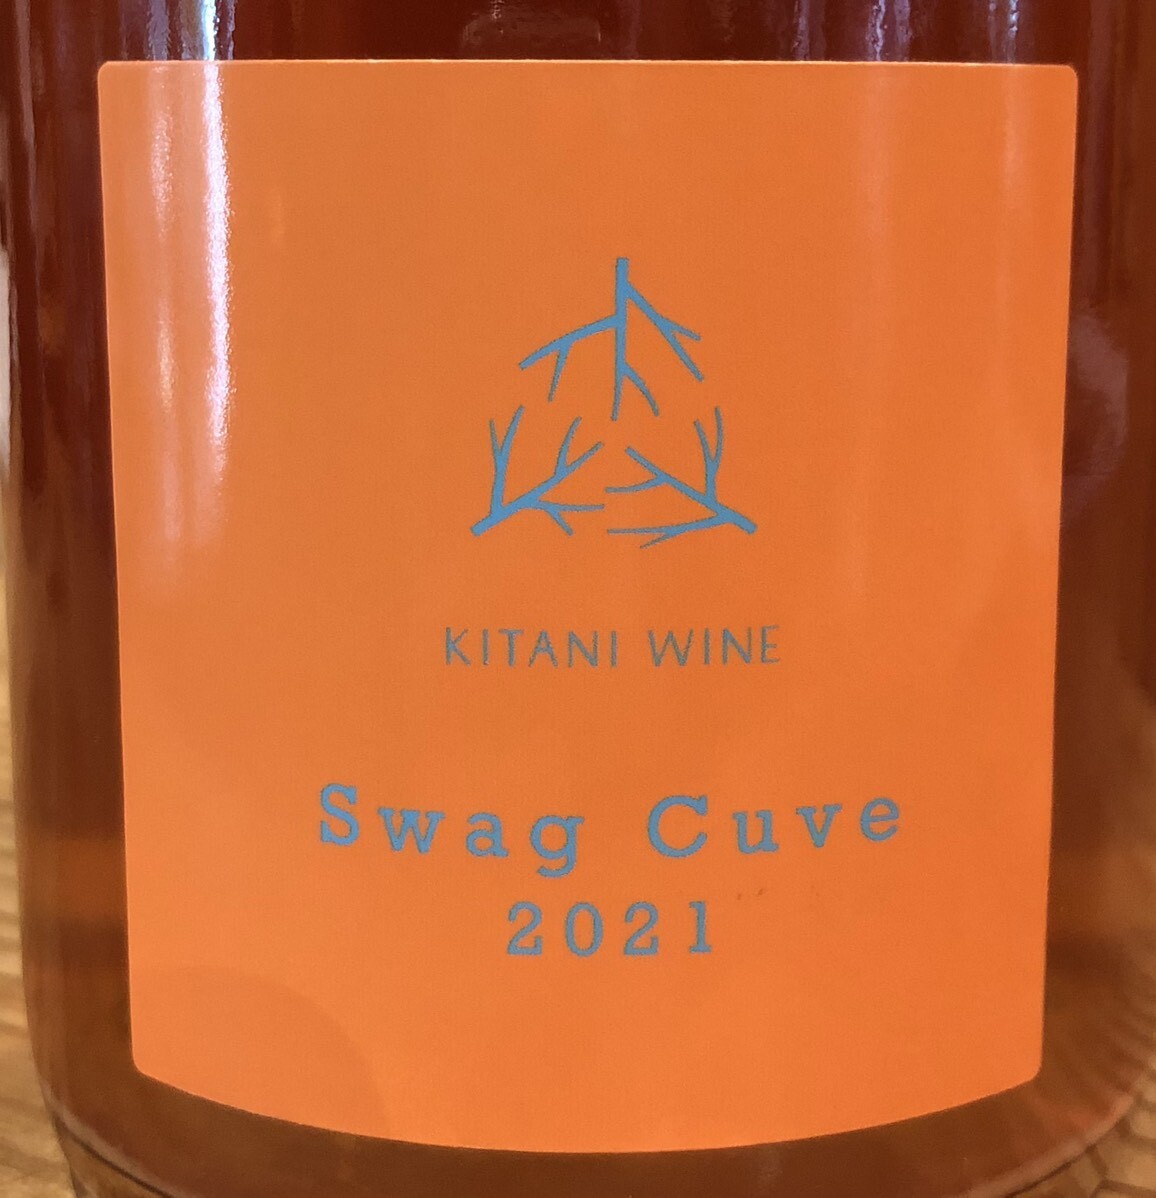 KITANI WINE
Swag Cuve
2021